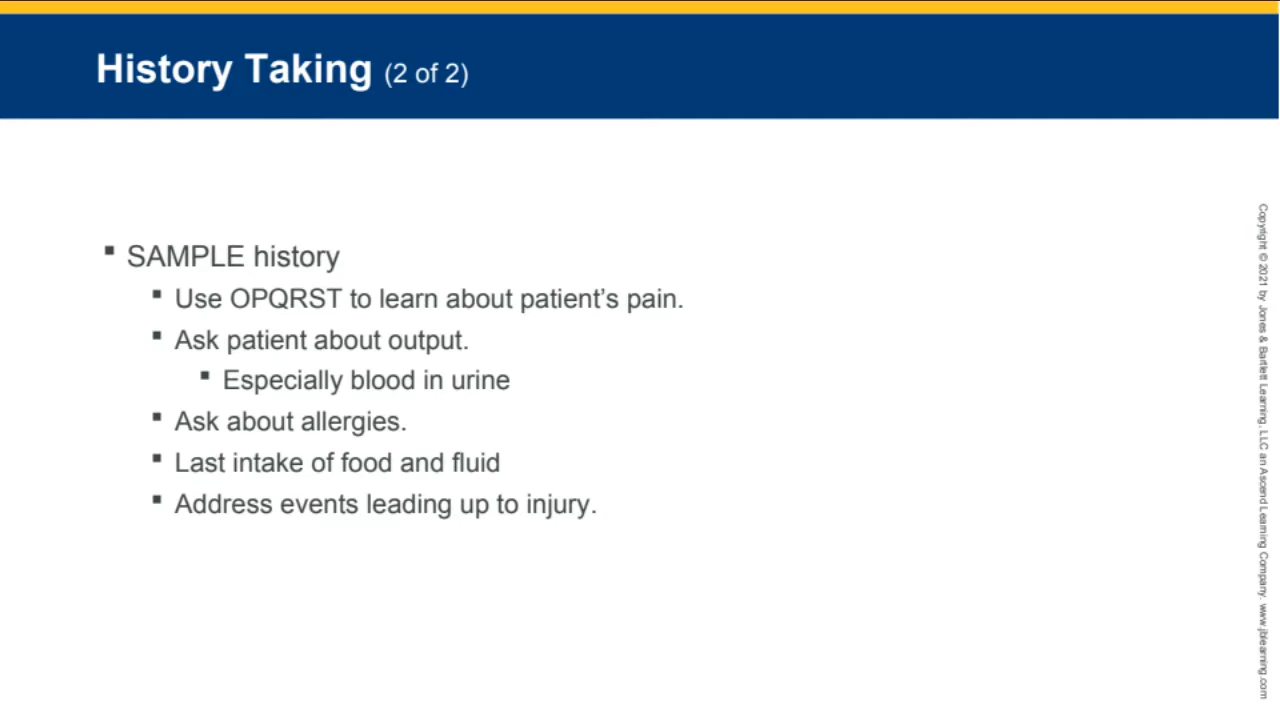 History Taking (2 of 2)
▪ SAMPLE history
▪ Use OPQRST to learn about patient’s pain.
▪ Ask patient about output.
▪ Especially blood in urine
▪ Ask about allergies.
▪ Last intake of food and fluid
▪ Address events leading up to injury.
Copyright © 2021 by Jones & Bartlett Learning, LLC an Ascend Learning Company. www.jblearning.com